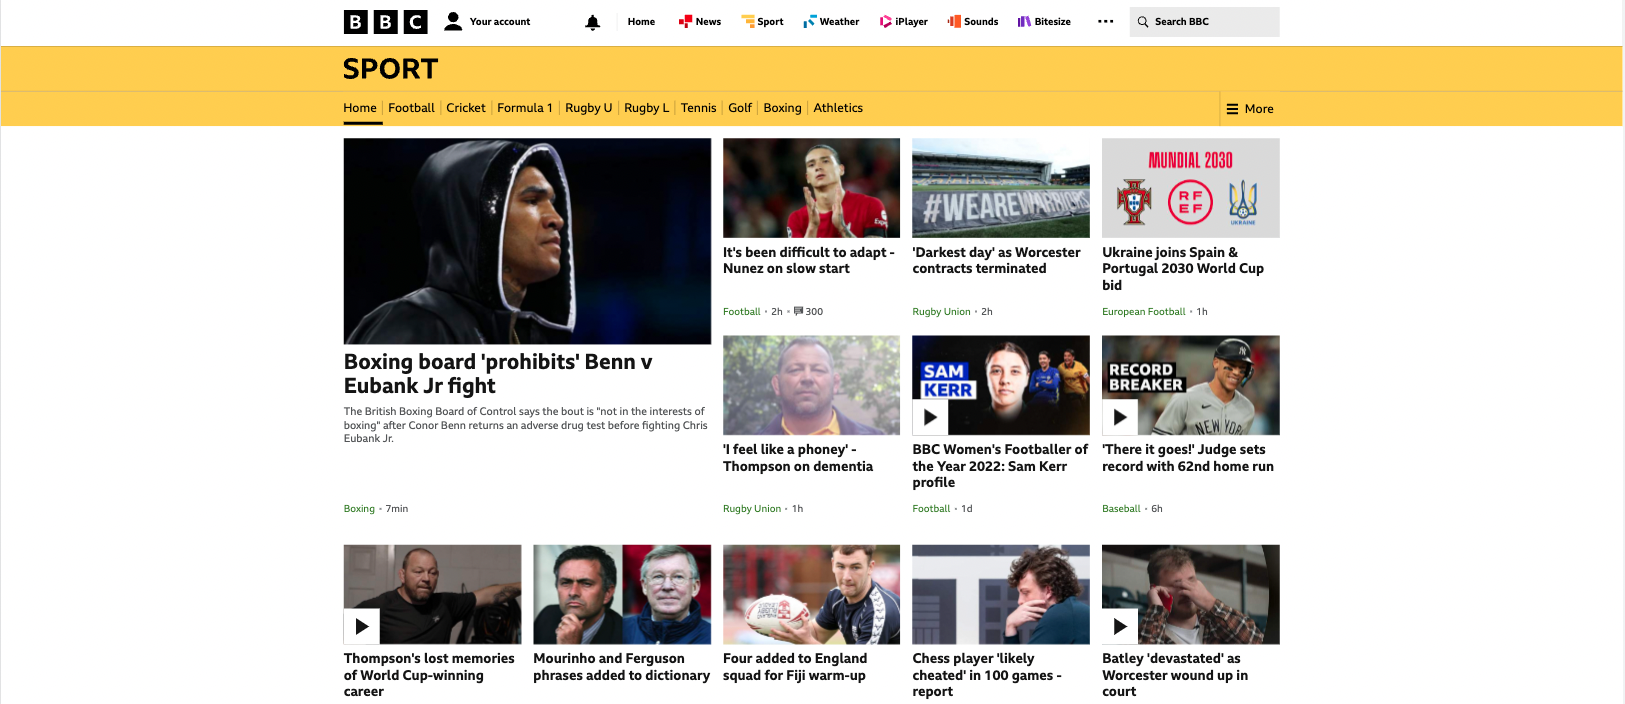 BBC
Your account
Home
News
Sport
Weather
iPlayer
Sounds
Bitesize
Search BBC
SPORT
Home
Football
Cricket
Formula 1
Rugby U
Rugby L
Tennis
Golf
Boxing
Athletics
More
Boxing board 'prohibits' Benn v
Eubank Jr fight
The British Boxing Board of Control says the bout is "not in the interests of
boxing" after Conor Benn returns an adverse drug test before fighting Chris
Eubank Jr.
Boxing · 7min
It's been difficult to adapt -
Nunez on slow start
Football · 2h · 300
#WEAREWARRIORS
'Darkest day' as Worcester
contracts terminated
Rugby Union · 2h
MUNDIAL 2030
RF
EF
UKRAINE
Ukraine joins Spain &
Portugal 2030 World Cup
bid
European Football · 1h
'I feel like a phoney' -
Thompson on dementia
Rugby Union · 1h
SAM
KERR
BBC Women's Footballer of
the Year 2022: Sam Kerr
profile
Football · 1d
RECORD
BREAKER
NEW YORK
'There it goes!' Judge sets
record with 62nd home run
Baseball · 6h
Thompson's lost memories
of World Cup-winning
career
Mourinho and Ferguson
phrases added to dictionary
Four added to England
squad for Fiji warm-up
Chess player 'likely
cheated' in 100 games -
report
Batley 'devastated' as
Worcester wound up in
court